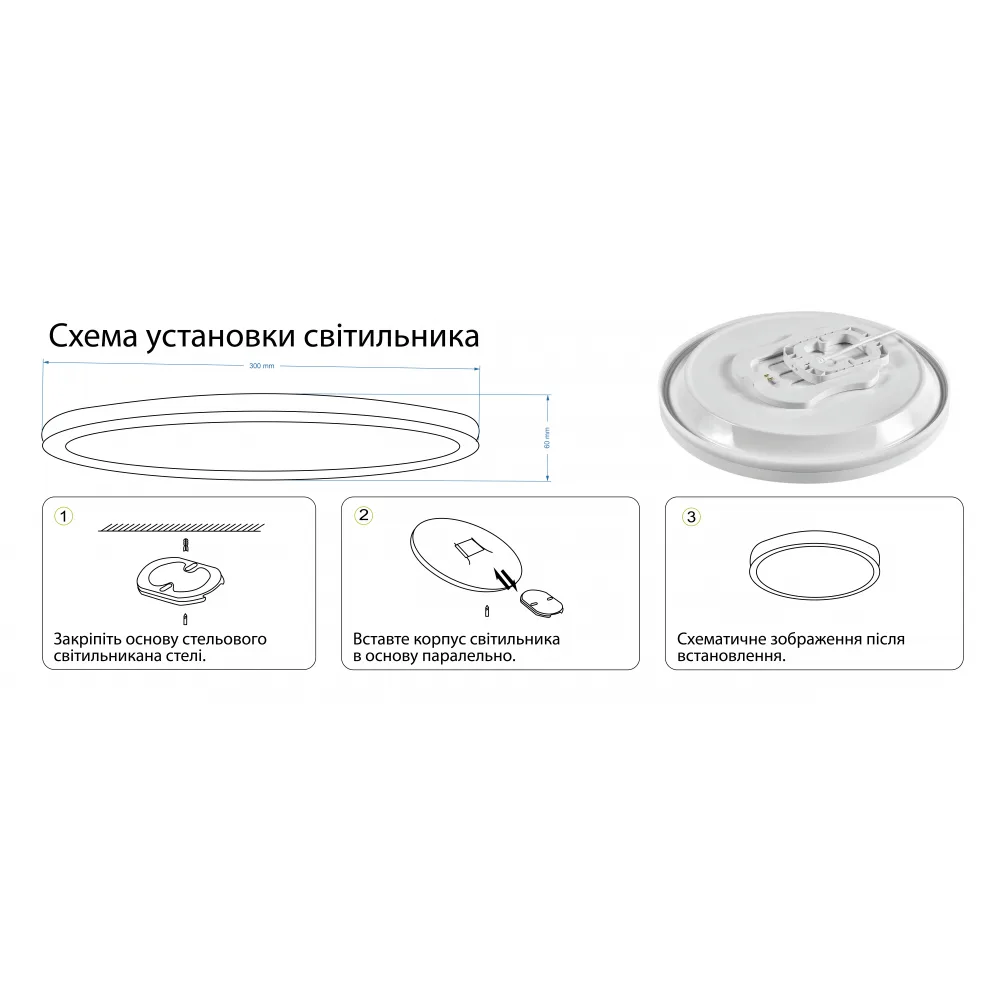 Схема установки світильника
300 mm
60 mm
1
Закріпіть основу стельового
світильникана стелі.
2
Вставте корпус світильника
в основу паралельно.
3
Схематичне зображення після
встановлення.